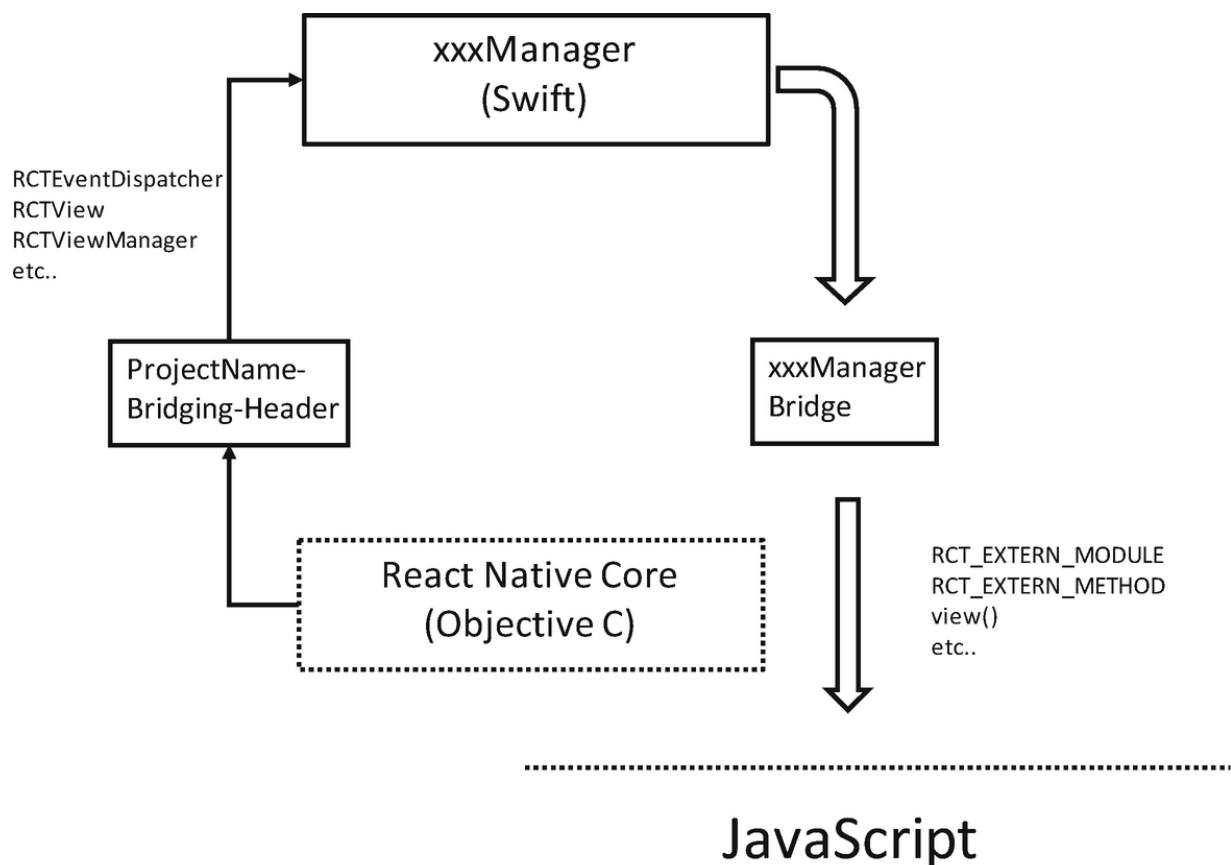 xxxManager
(Swift)
RCTEventDispatcher
RCTView
RCTViewManager
etc..
ProjectName-
Bridging-Header
xxxManager
Bridge
React Native Core
(Objective C)
RCT_EXTERN_MODULE
RCT_EXTERN_METHOD
view()
etc..
JavaScript